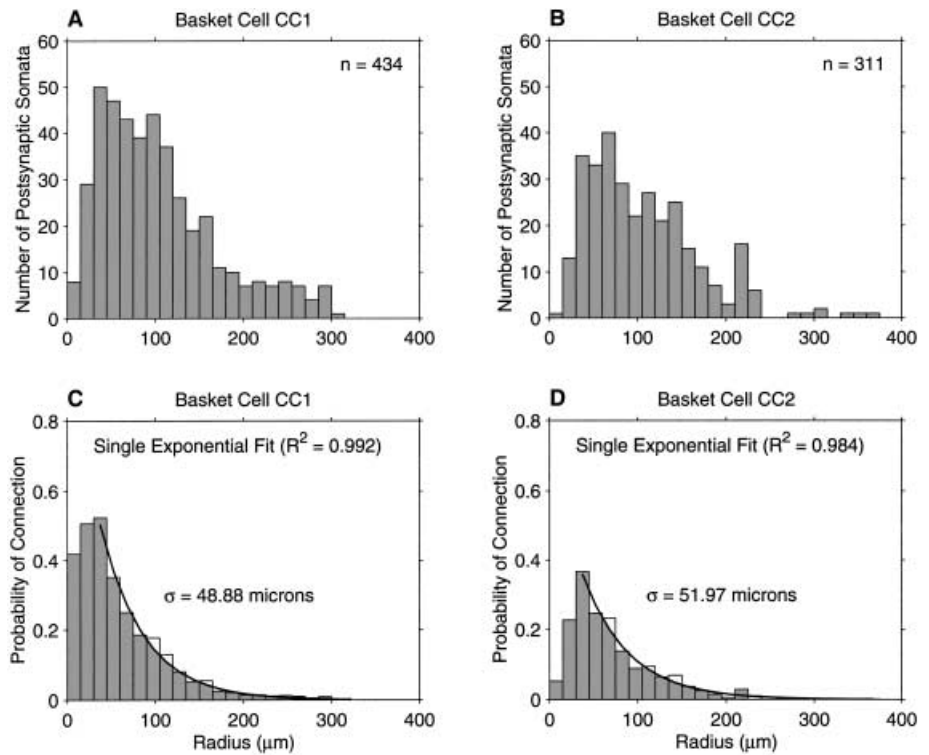 A Basket Cell CC1
n = 434
Number of Postsynaptic Somata
60
50
40
30
20
10
0
0 100 200 300 400
B Basket Cell CC2
n = 311
Number of Postsynaptic Somata
60
50
40
30
20
10
0
0 100 200 300 400
C Basket Cell CC1
Single Exponential Fit (R² = 0.992)
σ = 48.88 microns
Probability of Connection
0.8
0.6
0.4
0.2
0
0 100 200 300 400
Radius (μm)
D Basket Cell CC2
Single Exponential Fit (R² = 0.984)
σ = 51.97 microns
Probability of Connection
0.8
0.6
0.4
0.2
0
0 100 200 300 400
Radius (μm)